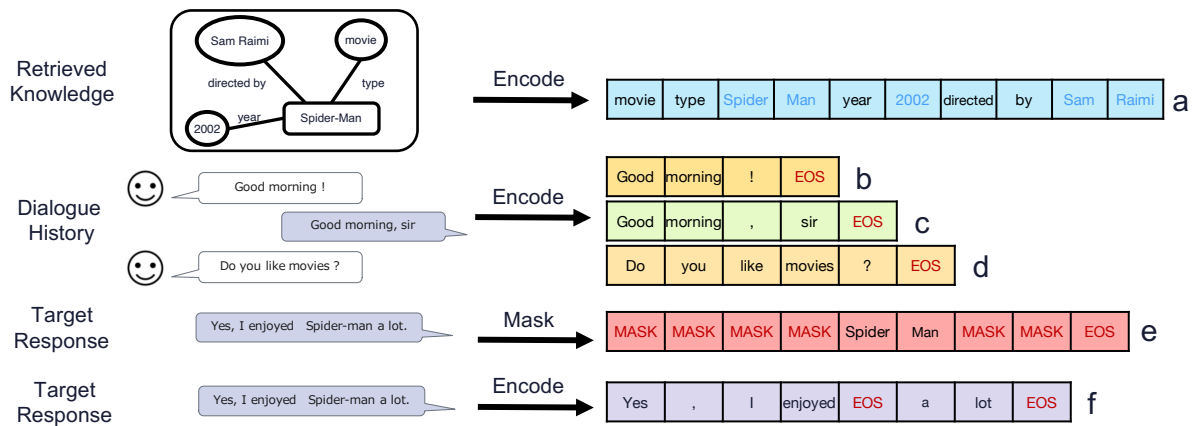 Retrieved
Knowledge
Sam Raimi
movie
directed by
type
year
2002
Spider-Man
Encode
movie type Spider Man year 2002 directed by Sam Raimi a
Dialogue
History
Good morning !
Good morning, sir
Do you like movies ?
Encode
Good morning ! EOS b
Good morning , sir EOS c
Do you like movies ? EOS d
Target
Response
Yes, I enjoyed Spider-man a lot.
Mask
MASK MASK MASK MASK Spider Man MASK MASK EOS e
Target
Response
Yes, I enjoyed Spider-man a lot.
Encode
Yes , I enjoyed EOS a lot EOS f